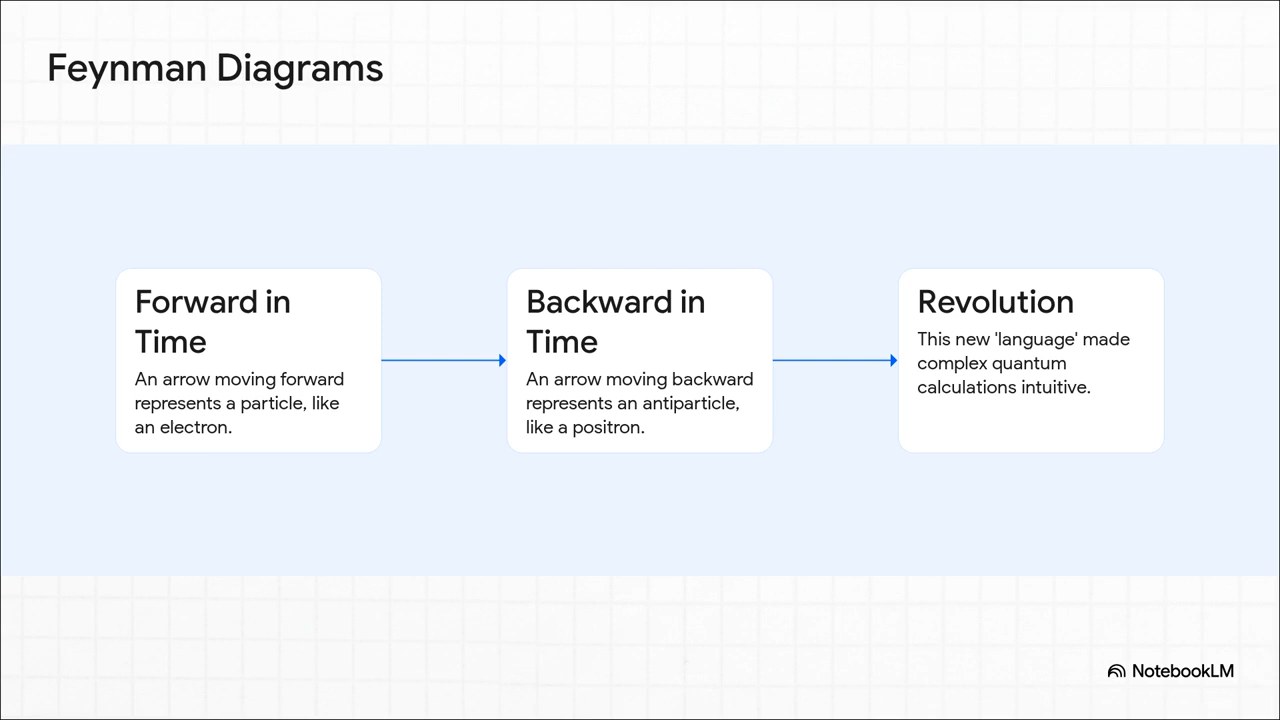 Feynman Diagrams
Forward in
Time
An arrow moving forward
represents a particle, like
an electron.
Backward in
Time
An arrow moving backward
represents an antiparticle,
like a positron.
Revolution
This new 'language' made
complex quantum
calculations intuitive.
NotebookLM